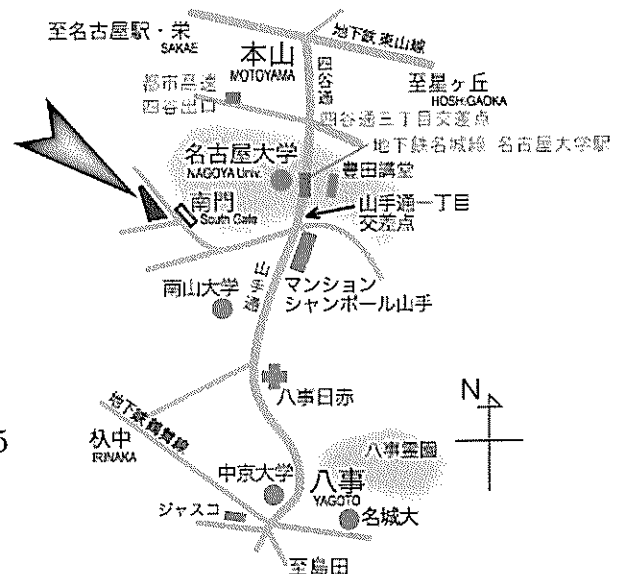 至名古屋駅・栄
SAKAE
地下鉄東山線
本山
MOTOYAMA
四谷通
至星ヶ丘
HOSHIGAOKA
都市高速
四谷出口
四谷通三丁目交差点
地下鉄名城線 名古屋大学駅
名古屋大学
NAGOYA Univ.
豊田講堂
南門
South Gate
山手通一丁目
交差点
山手通
南山大学
マンション
シャンボール山手
八事日赤
N
地下鉄鶴舞線
杁中
IRINAKA
5
八事霊園
中京大学
八事
YAGOTO
ジャスコ
名城大
至島田